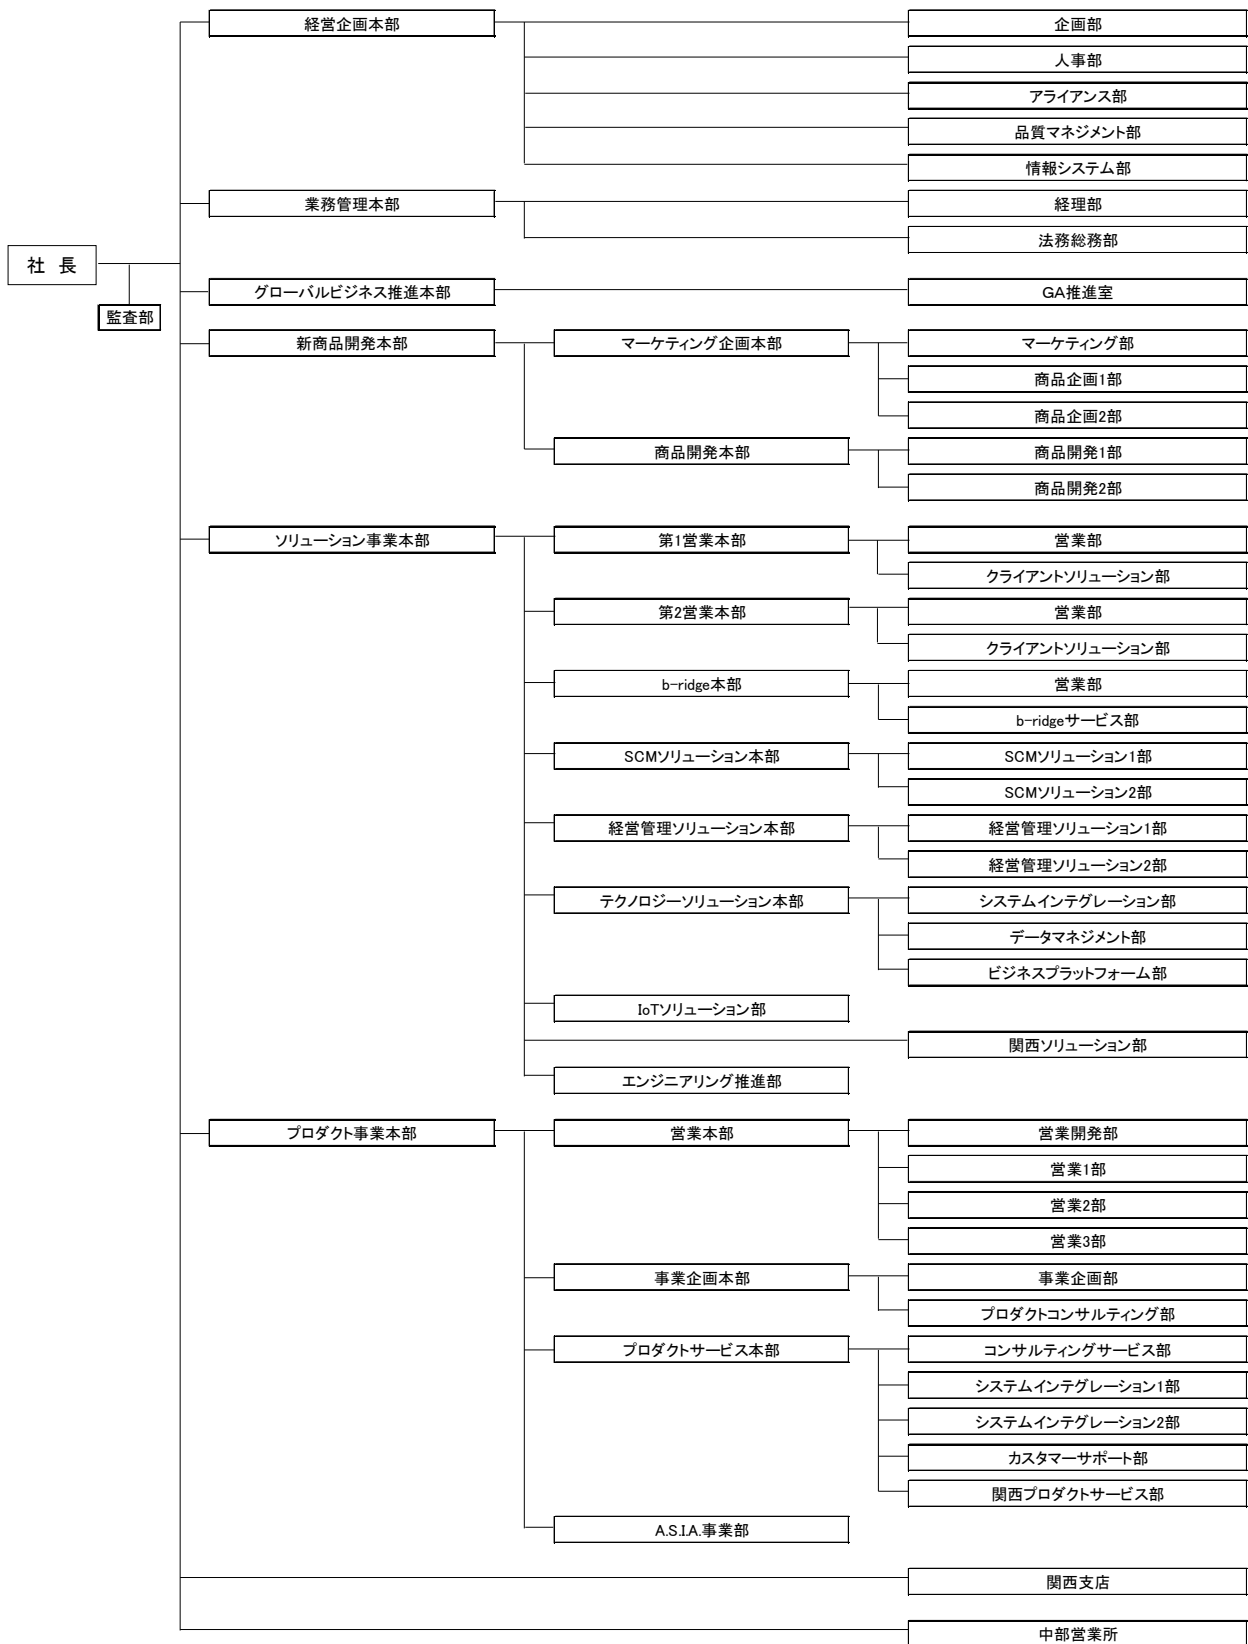 経営企画本部
企画部
人事部
アライアンス部
品質マネジメント部
情報システム部
業務管理本部
経理部
法務総務部
社 長
監査部
グローバルビジネス推進本部
GA推進室
新商品開発本部
マーケティング企画本部
マーケティング部
商品企画1部
商品企画2部
商品開発本部
商品開発1部
商品開発2部
ソリューション事業本部
第1営業本部
営業部
クライアントソリューション部
第2営業本部
営業部
クライアントソリューション部
b-ridge本部
営業部
b-ridgeサービス部
SCMソリューション本部
SCMソリューション1部
SCMソリューション2部
経営管理ソリューション本部
経営管理ソリューション1部
経営管理ソリューション2部
テクノロジーソリューション本部
システムインテグレーション部
データマネジメント部
ビジネスプラットフォーム部
IoTソリューション部
関西ソリューション部
エンジニアリング推進部
プロダクト事業本部
営業本部
営業開発部
営業1部
営業2部
営業3部
事業企画本部
事業企画部
プロダクトコンサルティング部
プロダクトサービス本部
コンサルティングサービス部
システムインテグレーション1部
システムインテグレーション2部
カスタマーサポート部
関西プロダクトサービス部
A.S.I.A.事業部
関西支店
中部営業所